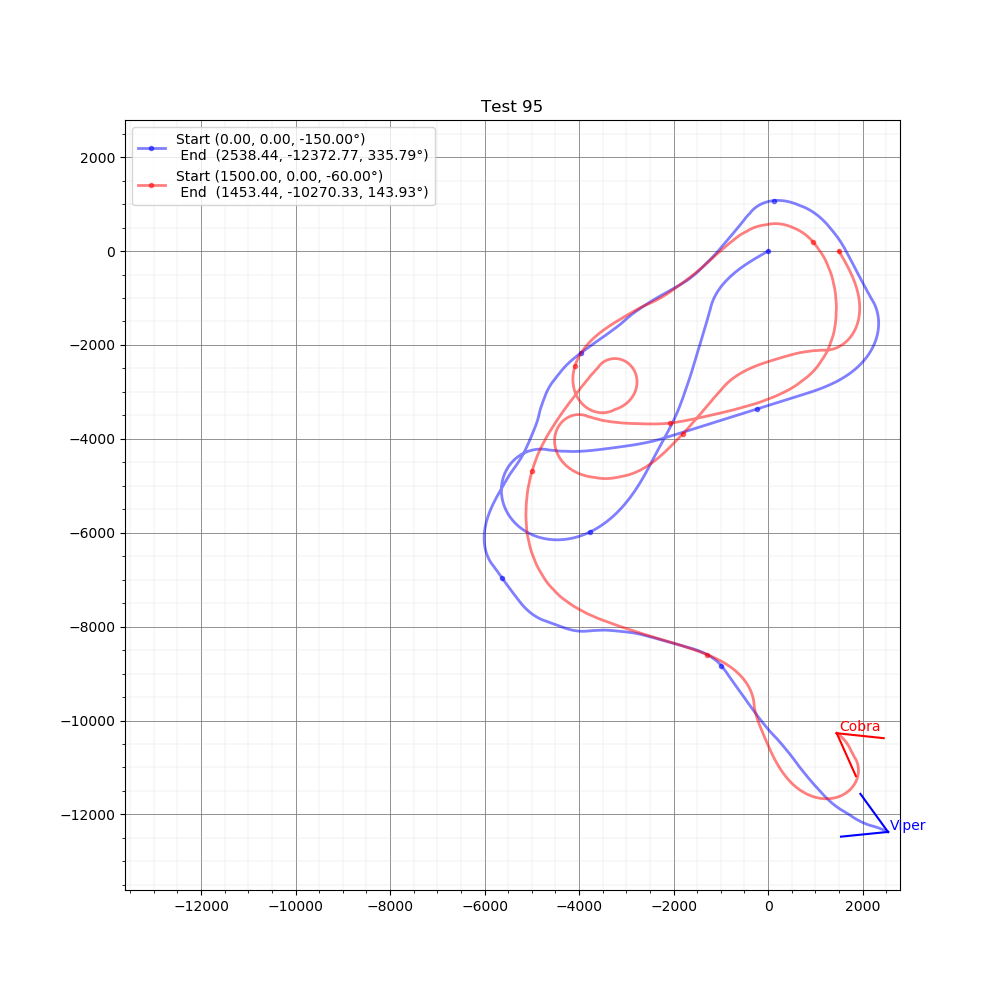 Test 95
Start (0.00, 0.00, -150.00°)
End (2538.44, -12372.77, 335.79°)
Start (1500.00, 0.00, -60.00°)
End (1453.44, -10270.33, 143.93°)
2000
0
−2000
−4000
−6000
−8000
−10000
−12000
Cobra
Viper
−12000 −10000 −8000 −6000 −4000 −2000 0 2000